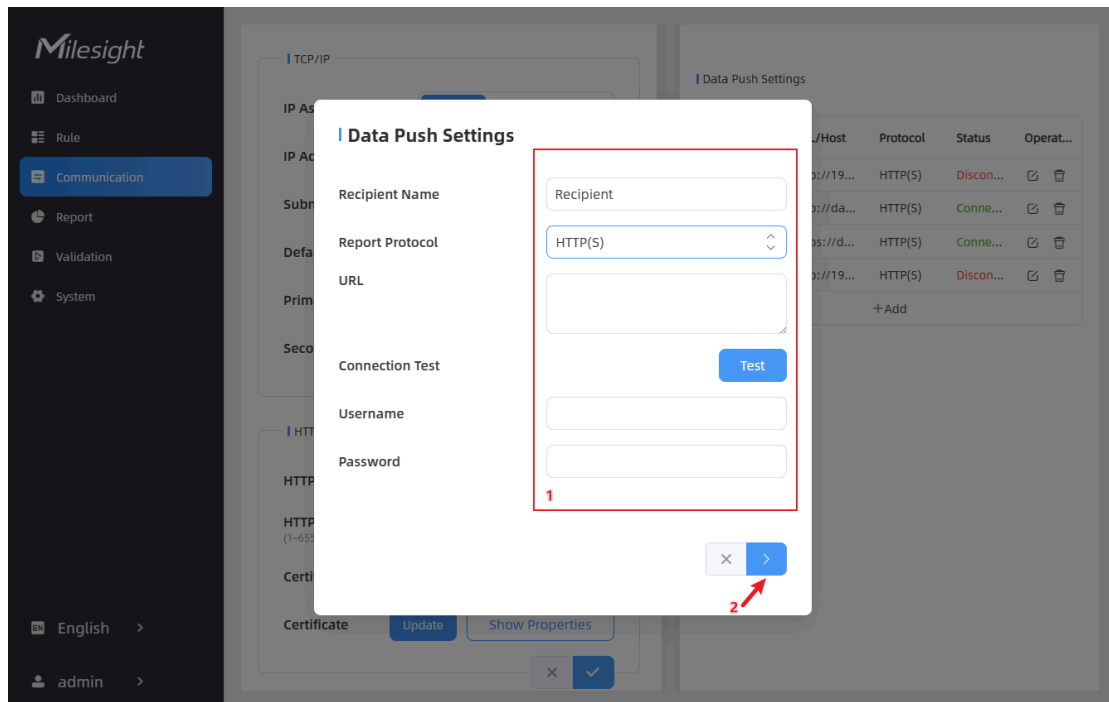 Milesight
Dashboard
Rule
Communication
Report
Validation
System
EN English
admin
TCP/IP
IP As
IP Ac
Subn
Defa
Prim
Seco
HTT
HTTP
HTTP
(1~655
Certi
Certificate
Update
Show Properties
Data Push Settings
Recipient Name
Recipient
Report Protocol
HTTP(S)
URL
Connection Test
Test
Username
Password
1
2
Data Push Settings
./Host Protocol Status Operat...
p://19... HTTP(S) Discon...
p://da... HTTP(S) Conne...
ps://d... HTTP(S) Conne...
p://19... HTTP(S) Discon...
+Add